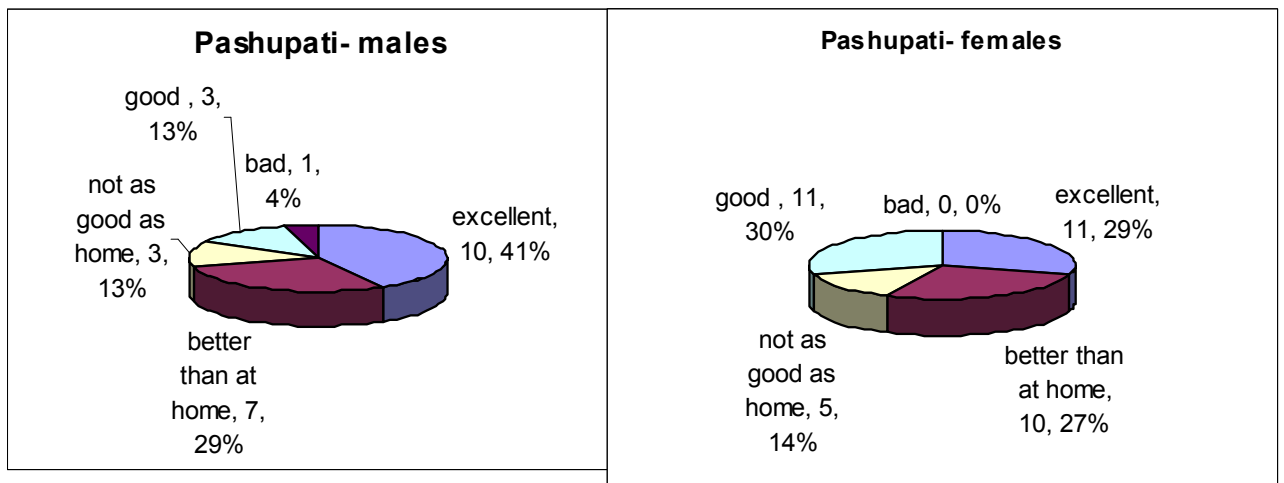 Pashupati- males
good , 3,
13%
bad, 1,
4%
not as
good as
home, 3,
13%
excellent,
10, 41%
better
than at
home, 7,
29%
Pashupati- females
good , 11,
30%
bad, 0, 0%
excellent,
11, 29%
not as
good as
home, 5,
14%
better than
at home,
10, 27%